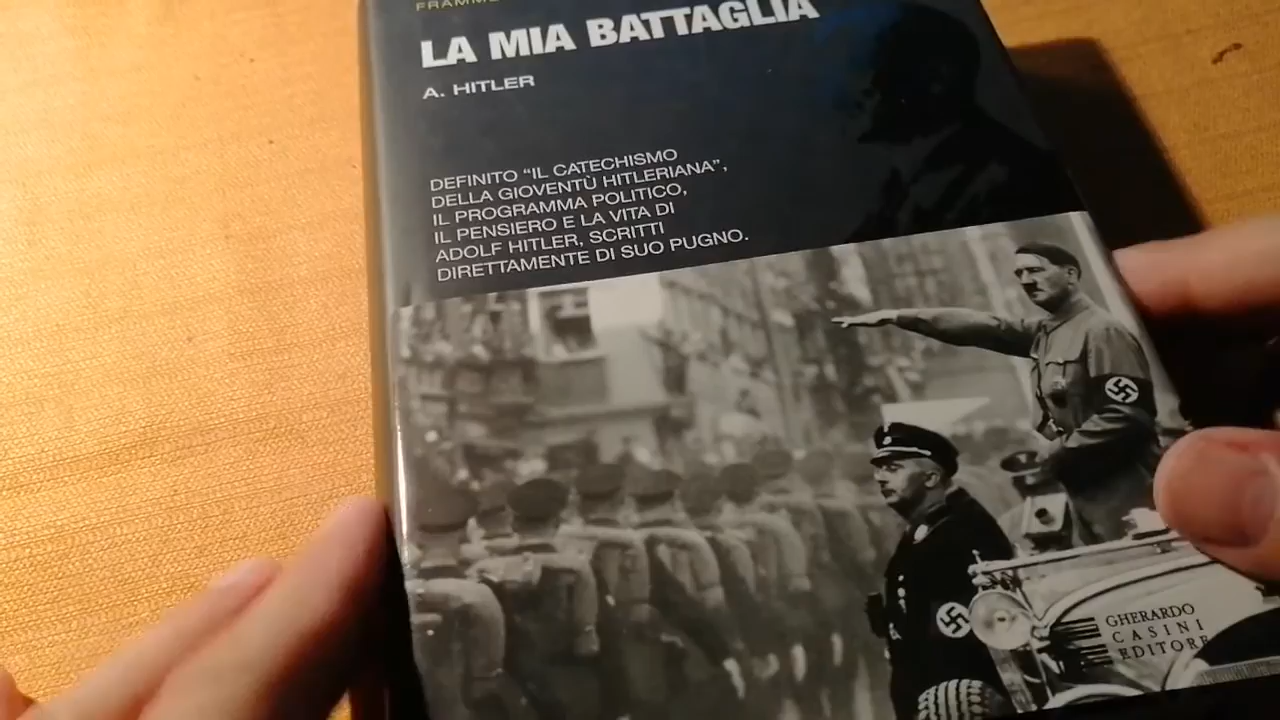 LA MIA BATTAGLIA
A. HITLER
DEFINITO “IL CATECHISMO
DELLA GIOVENTÙ HITLERIANA”,
IL PROGRAMMA POLITICO,
IL PENSIERO E LA VITA DI
ADOLF HITLER, SCRITTI
DIRETTAMENTE DI SUO PUGNO.
GHERARDO
CASINI
EDITORE